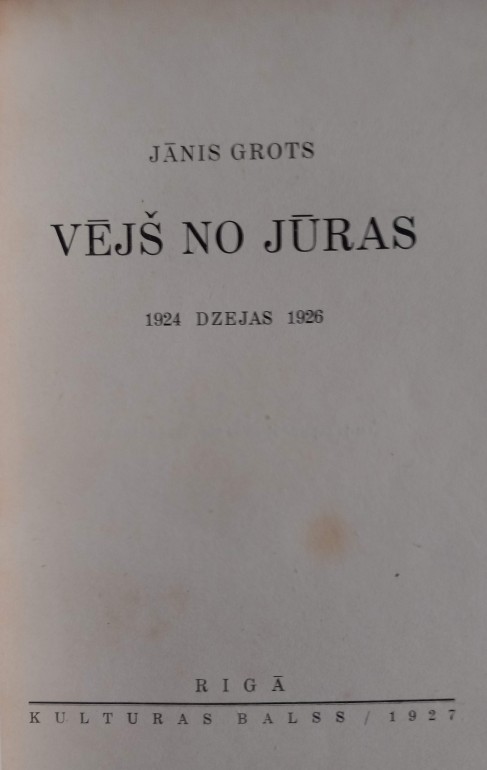 JĀNIS GROTS
VĒJŠ NO JŪRAS
1924 DZEJAS 1926
RIGĀ
KULTURAS BALSS / 1927